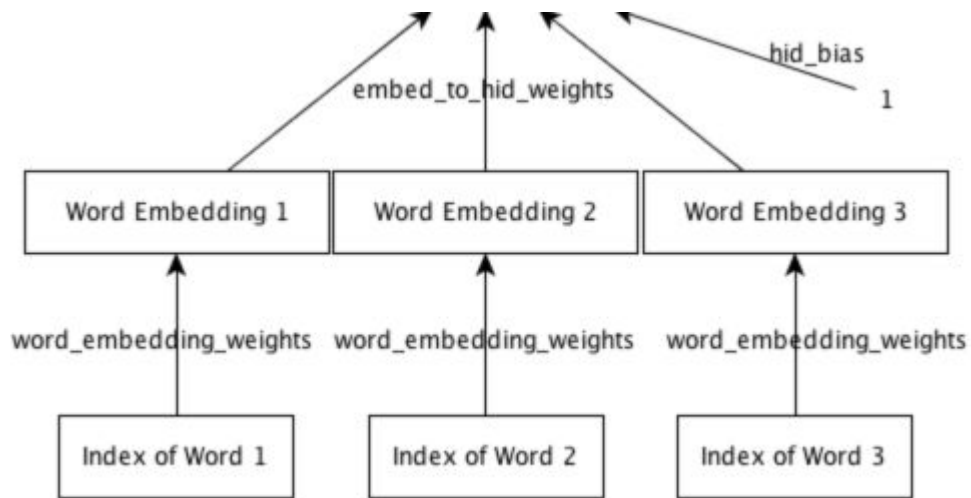 hid_bias
embed_to_hid_weights
1
Word Embedding 1
Word Embedding 2
Word Embedding 3
word_embedding_weights
word_embedding_weights
word_embedding_weights
Index of Word 1
Index of Word 2
Index of Word 3